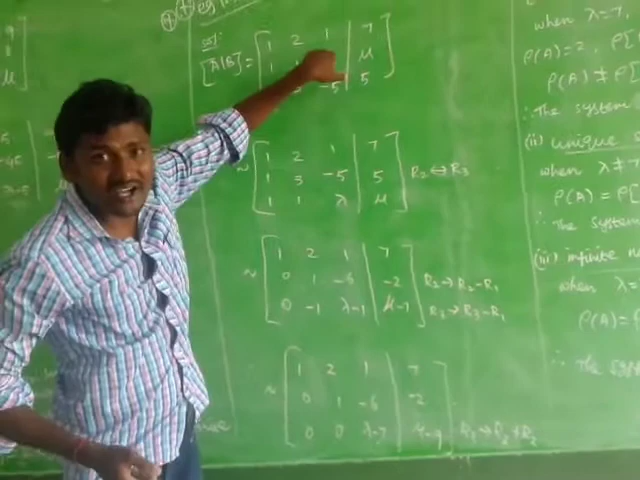 sol:
[A|B] =
1 2 1 | 7
1 | μ
3 -5 | 5
~
1 2 1 | 7
1 3 -5 | 5 R₂ ↔ R₃
1 1 λ | μ
~
1 2 1 | 7
0 1 -6 | -2 R₂→R₂-R₁
0 -1 λ-1 | μ-7 R₃→R₃-R₁
~
1 2 1 | 7
0 1 -6 | -2
0 0 λ-7 | μ-9 R₃→R₃+R₂
when λ=7,
ρ(A)=2, ρ[
ρ(A) ≠ ρ[
∴ The system
(ii) unique
when λ≠
ρ(A) = ρ[
∴ The system
(iii) infinite
when λ=
ρ(A)=ρ
∴ The